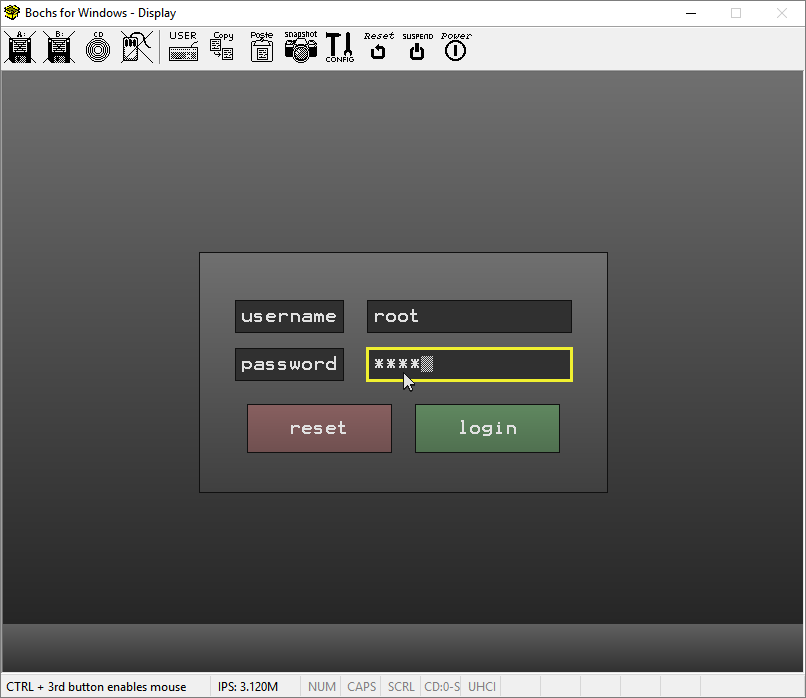 Bochs for Windows - Display
A: B: CD USER Copy Paste snapshot CONFIG Reset SUSPEND Power
username root
password ****
reset login
CTRL + 3rd button enables mouse IPS: 3.120M NUM CAPS SCRL CD:0-S UHCI